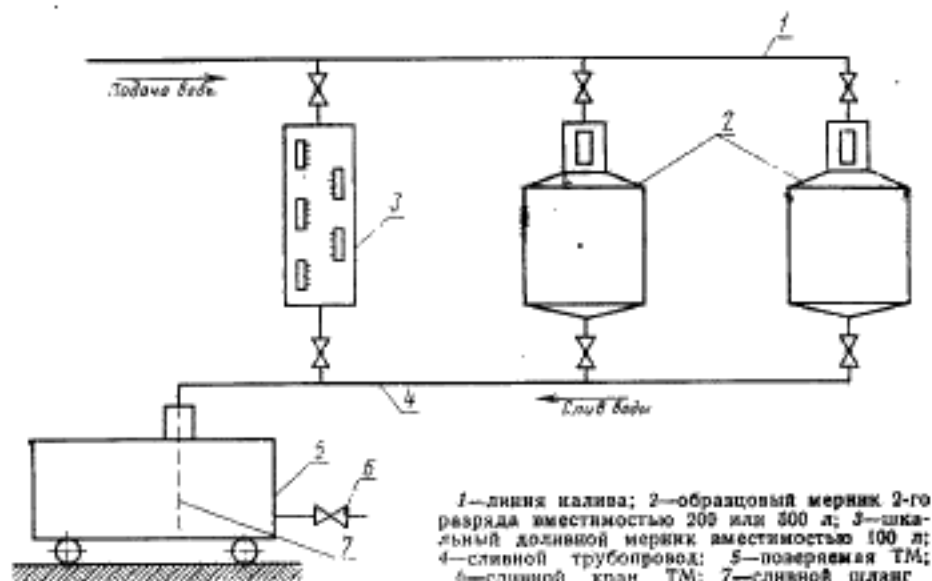 1
Подача воды
2
3
4
Слив воды
5
6
7
1—линия налива; 2—образцовый мерник 2-го
разряда вместимостью 200 или 500 л; 3—шка-
льный доливной мерник вместимостью 100 л;
4—сливной трубопровод; 5—поверяемая ТМ;
6—сливной кран ТМ; 7—сливной шланг